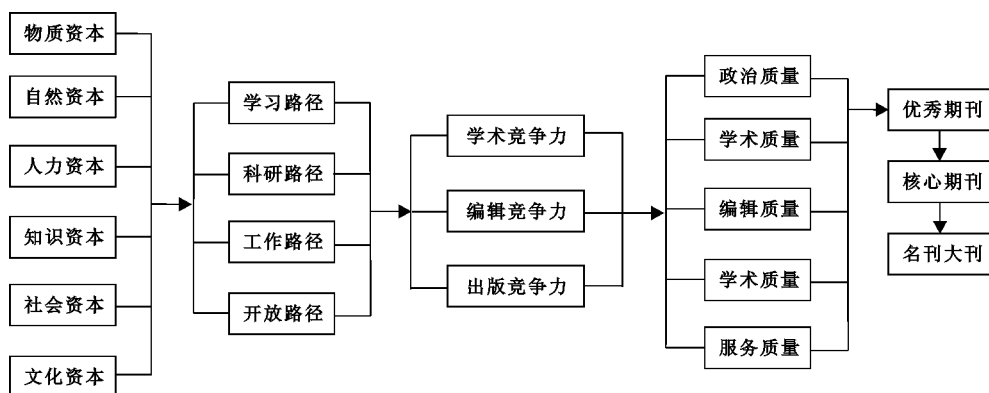 物质资本
自然资本
人力资本
知识资本
社会资本
文化资本
学习路径
科研路径
工作路径
开放路径
学术竞争力
编辑竞争力
出版竞争力
政治质量
学术质量
编辑质量
学术质量
服务质量
优秀期刊
核心期刊
名刊大刊